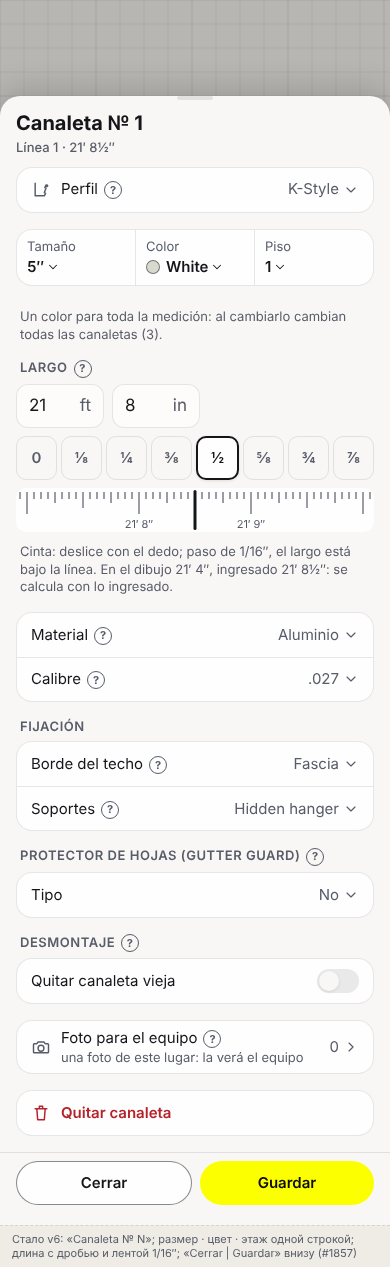 Canaleta № 1
Línea 1 · 21′ 8½″
Perfil ? K-Style
Tamaño Color Piso
5″ White 1
Un color para toda la medición: al cambiarlo cambian
todas las canaletas (3).
LARGO ?
21 ft 8 in
0 ⅛ ¼ ⅜ ½ ⅝ ¾ ⅞
21′ 8″ 21′ 9″
Cinta: deslice con el dedo; paso de 1/16″, el largo está
bajo la línea. En el dibujo 21′ 4″, ingresado 21′ 8½″: se
calcula con lo ingresado.
Material ? Aluminio
Calibre ? .027
FIJACIÓN
Borde del techo ? Fascia
Soportes ? Hidden hanger
PROTECTOR DE HOJAS (GUTTER GUARD) ?
Tipo No
DESMONTAJE ?
Quitar canaleta vieja
Foto para el equipo ? 0
una foto de este lugar: la verá el equipo
Quitar canaleta
Cerrar Guardar
Стало v6: «Canaleta № N»; размер · цвет · этаж одной строкой;
длина с дробью и лентой 1/16″; «Cerrar | Guardar» внизу (#1857)